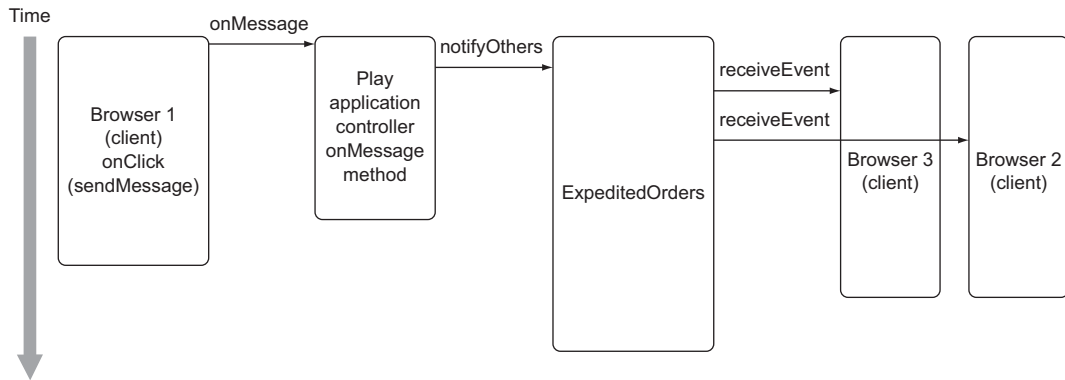 Time
onMessage
notifyOthers
receiveEvent
receiveEvent
Browser 1
(client)
onClick
(sendMessage)
Play
application
controller
onMessage
method
ExpeditedOrders
Browser 3
(client)
Browser 2
(client)